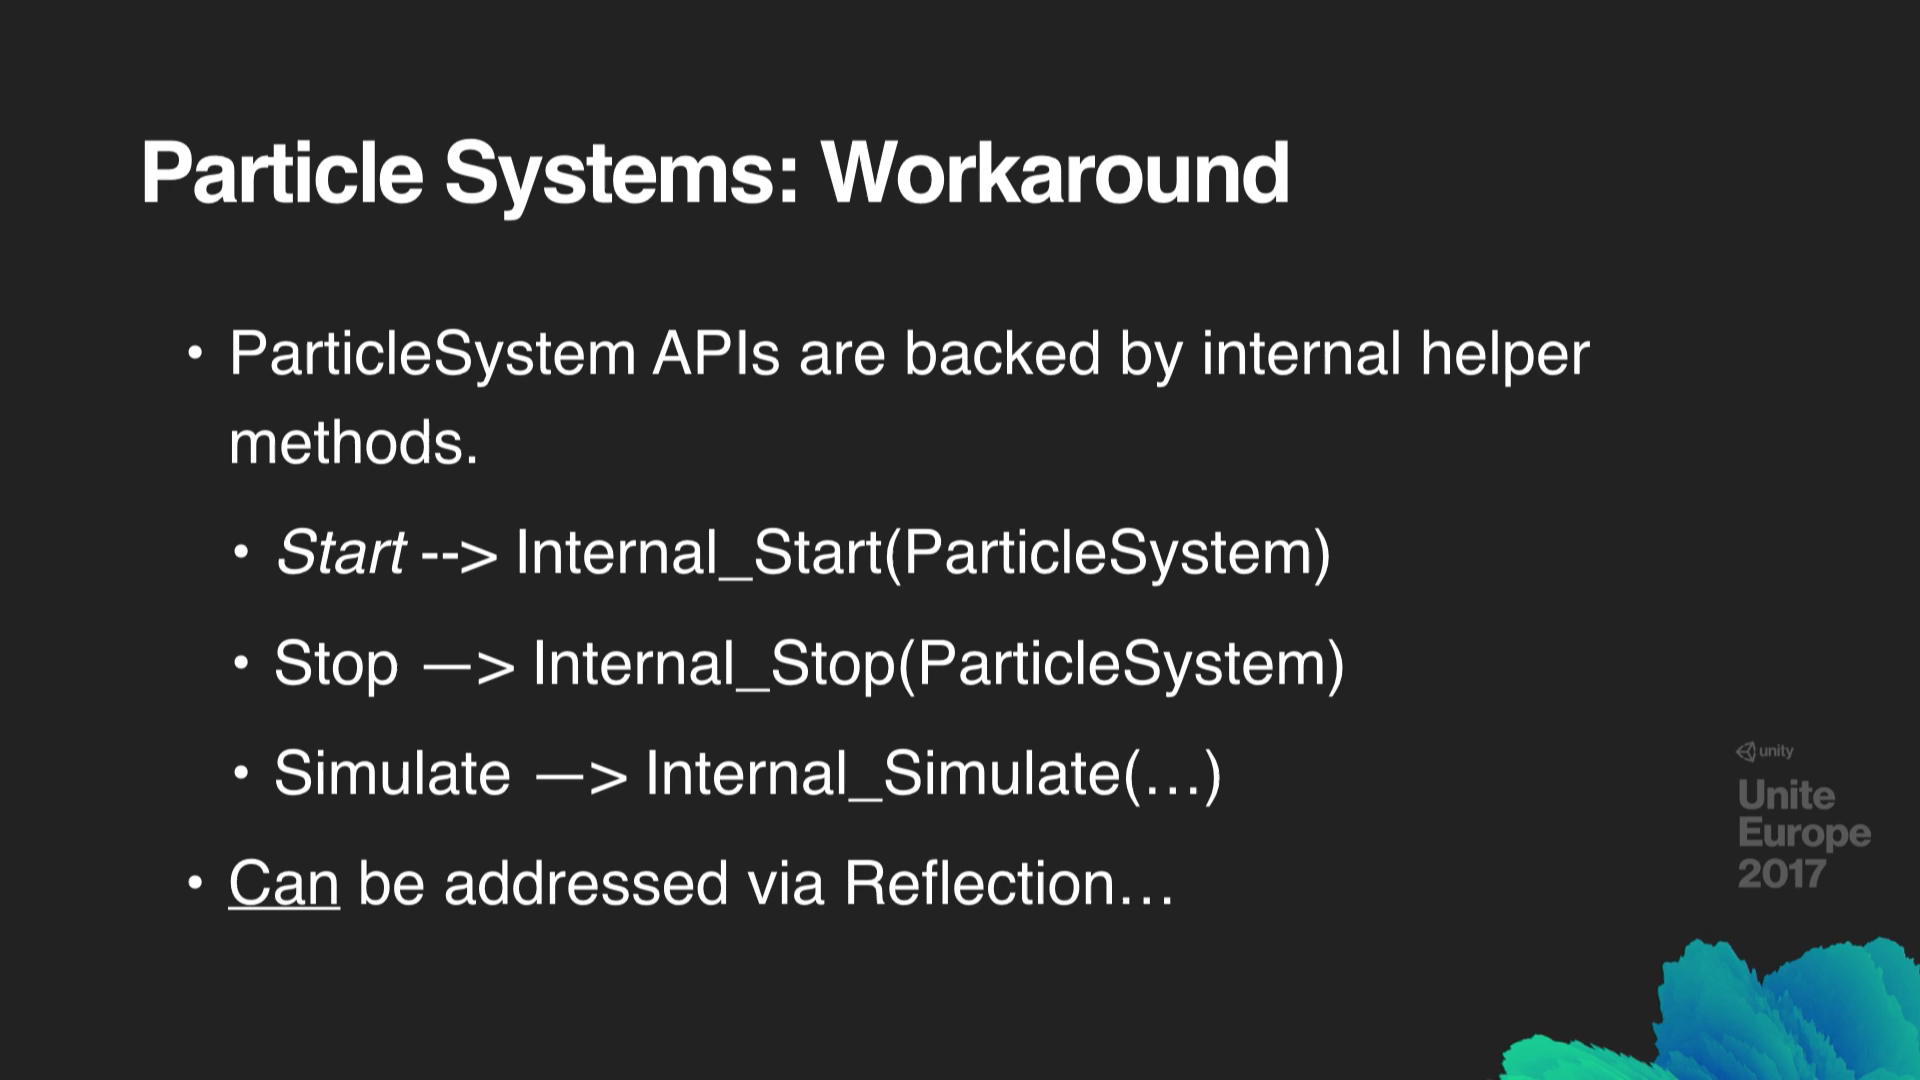 Particle Systems: Workaround
• ParticleSystem APIs are backed by internal helper
methods.
• Start --> Internal_Start(ParticleSystem)
• Stop —> Internal_Stop(ParticleSystem)
• Simulate —> Internal_Simulate(…)
• Can be addressed via Reflection…
unity
Unite
Europe
2017